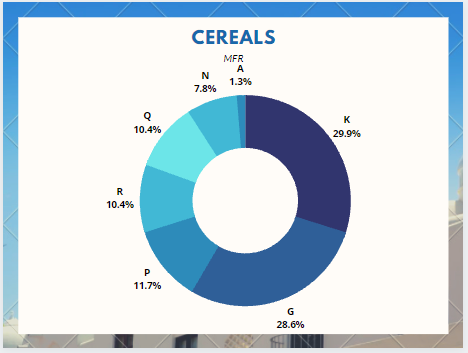 CEREALS
MFR
A
1.3%
K
29.9%
G
28.6%
P
11.7%
R
10.4%
Q
10.4%
N
7.8%